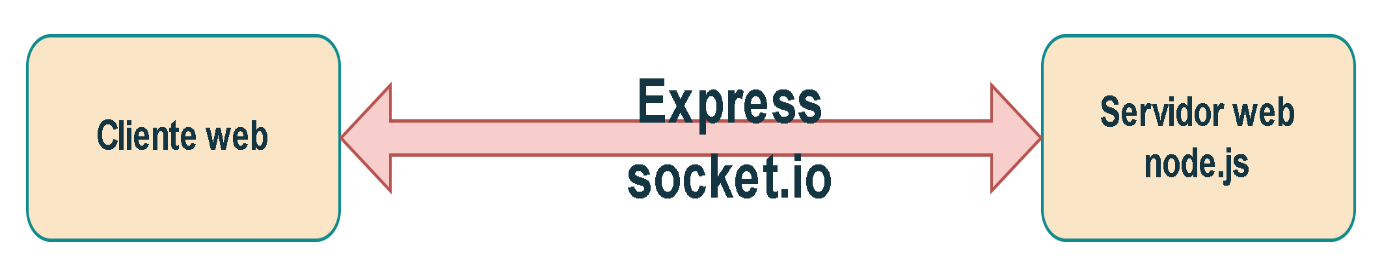 Cliente web
Express
socket.io
Servidor web
node.js